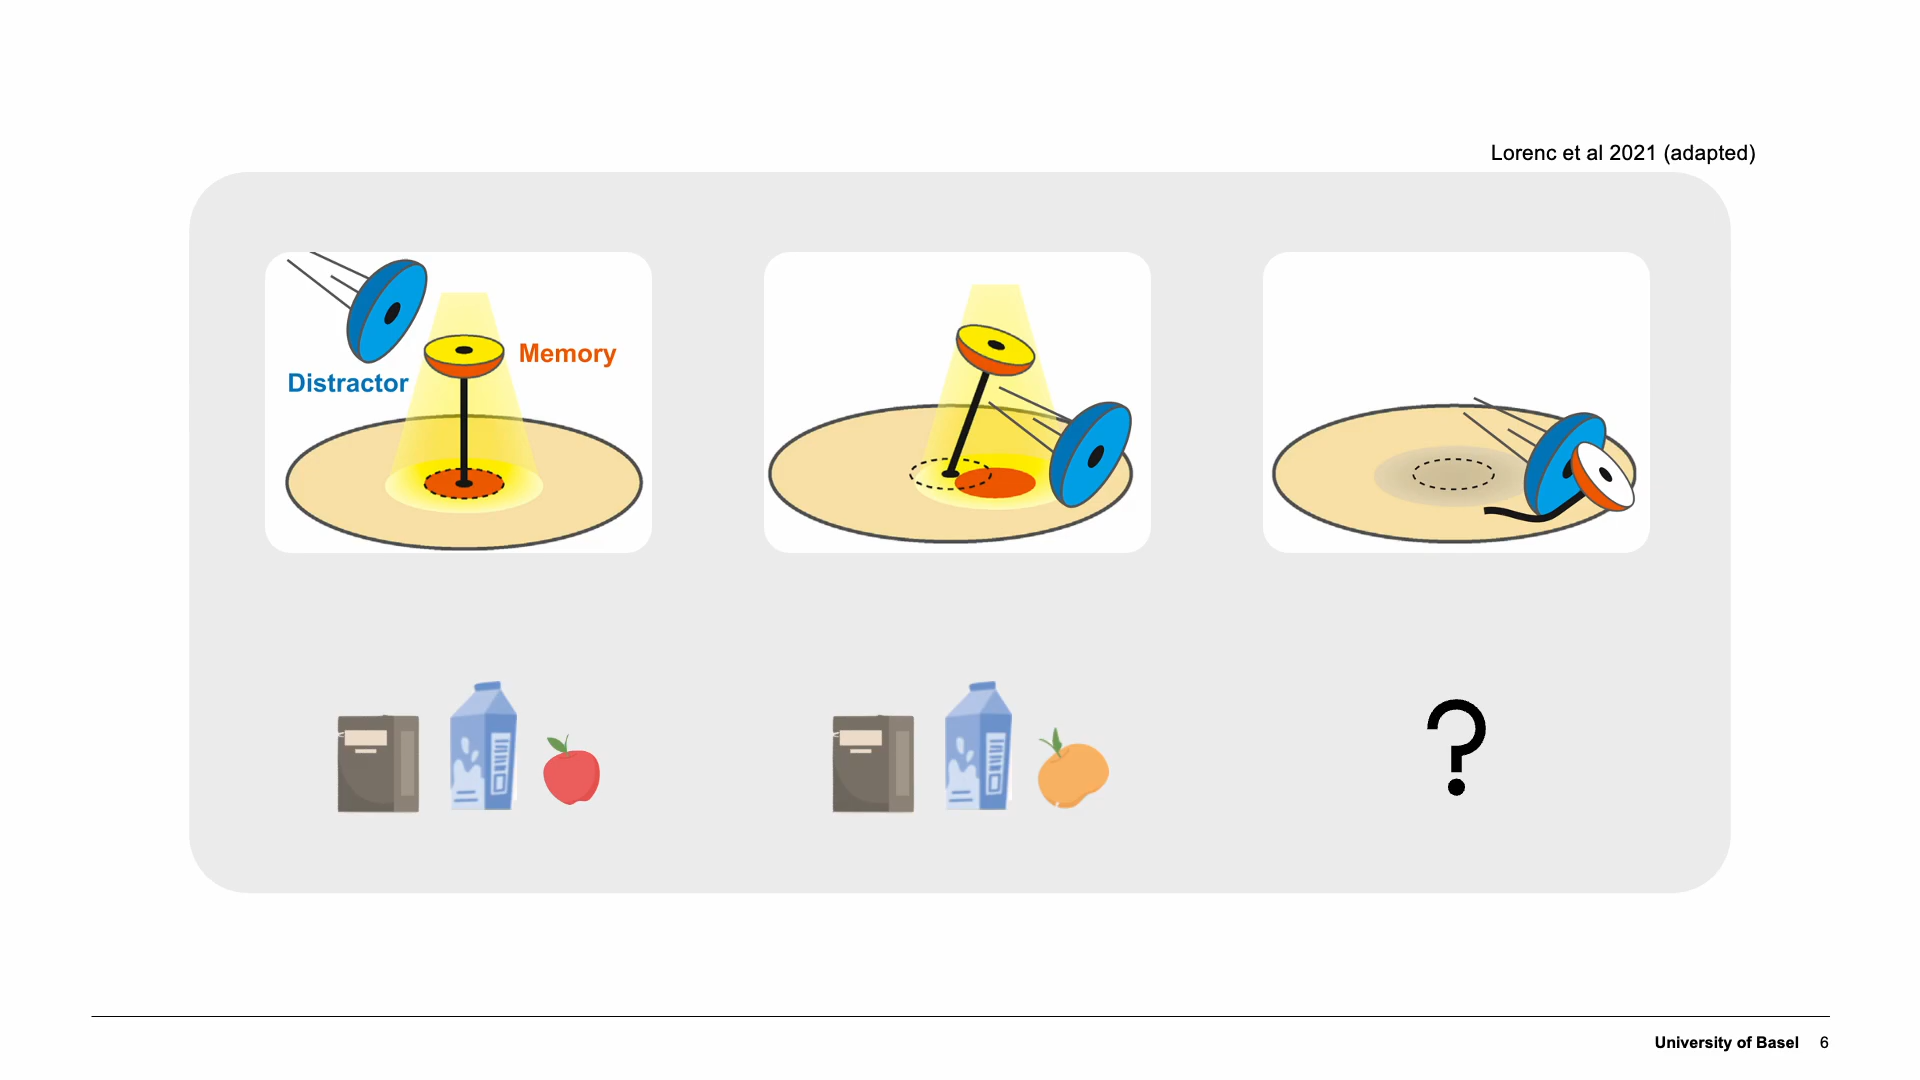 Lorenc et al 2021 (adapted)
Memory
Distractor
?
University of Basel 6